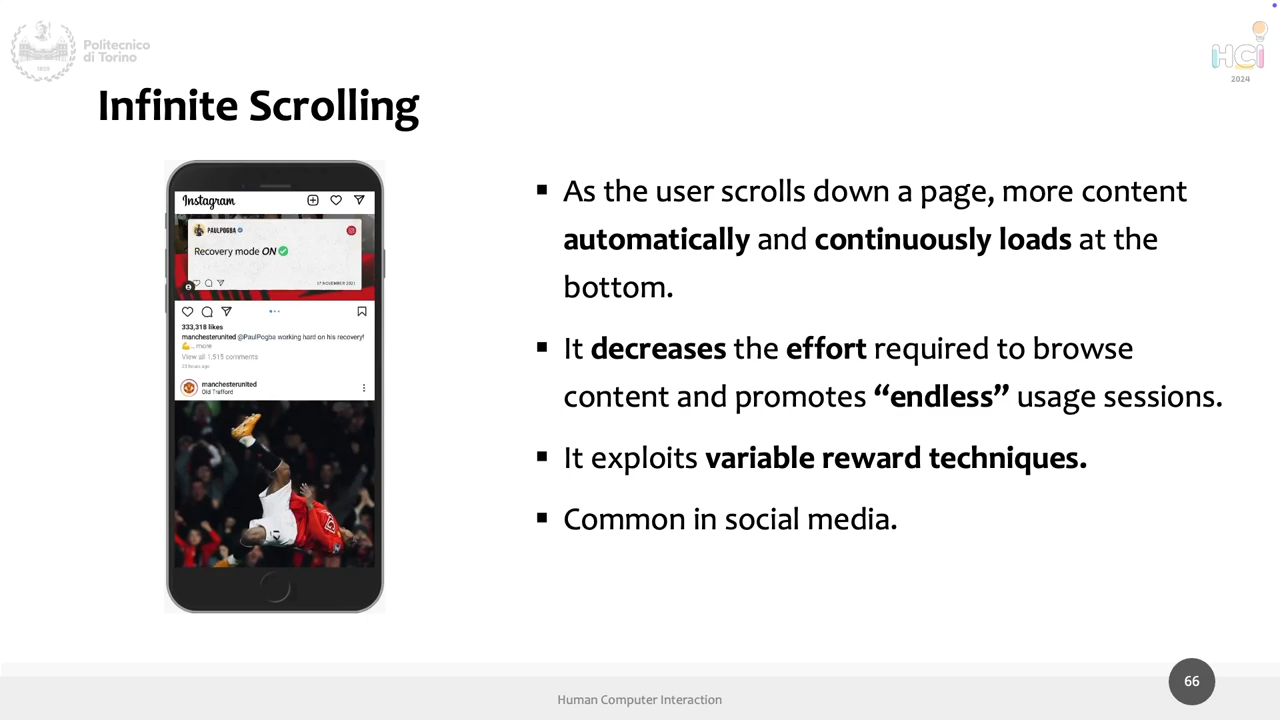 Politecnico
di Torino
1859
HCI
2024
Infinite Scrolling
Instagram
PAULPOGBA
Recovery mode ON
17 NOVEMBER 2021
333,318 likes
manchesterunited @PaulPogba working hard on his recovery!
... more
View all 1,515 comments
manchesterunited
Old Trafford
▪ As the user scrolls down a page, more content
automatically and continuously loads at the
bottom.
▪ It decreases the effort required to browse
content and promotes “endless” usage sessions.
▪ It exploits variable reward techniques.
▪ Common in social media.
Human Computer Interaction
66